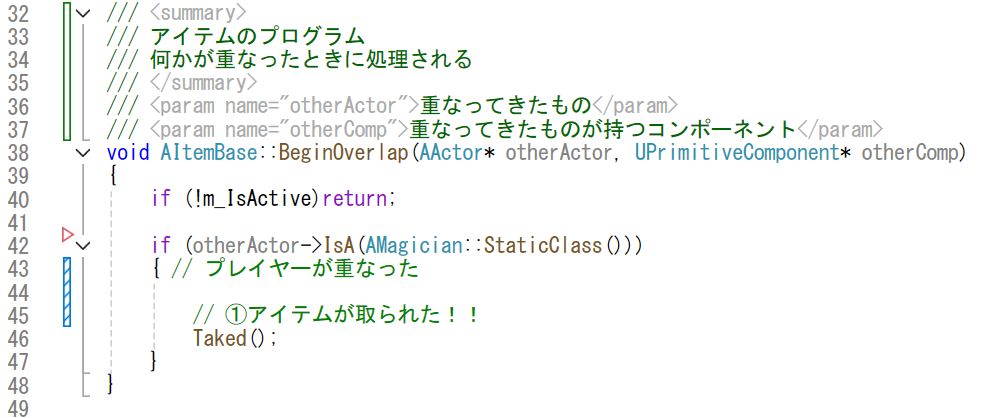 32 /// <summary>
33 /// アイテムのプログラム
34 /// 何かが重なったときに処理される
35 /// </summary>
36 /// <param name="otherActor">重なってきたもの</param>
37 /// <param name="otherComp">重なってきたものが持つコンポーネント</param>
38 void AItemBase::BeginOverlap(AActor* otherActor, UPrimitiveComponent* otherComp)
39 {
40     if (!m_IsActive)return;
41
42     if (otherActor->IsA(AMagician::StaticClass()))
43     { // プレイヤーが重なった
44
45         // ①アイテムが取られた！！
46         Taked();
47     }
48 }
49